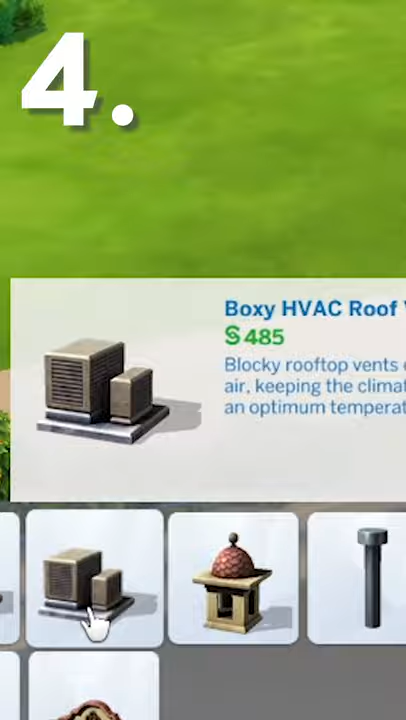 4.
Boxy HVAC Roof
§485
Blocky rooftop vents
air, keeping the climat
an optimum temperat